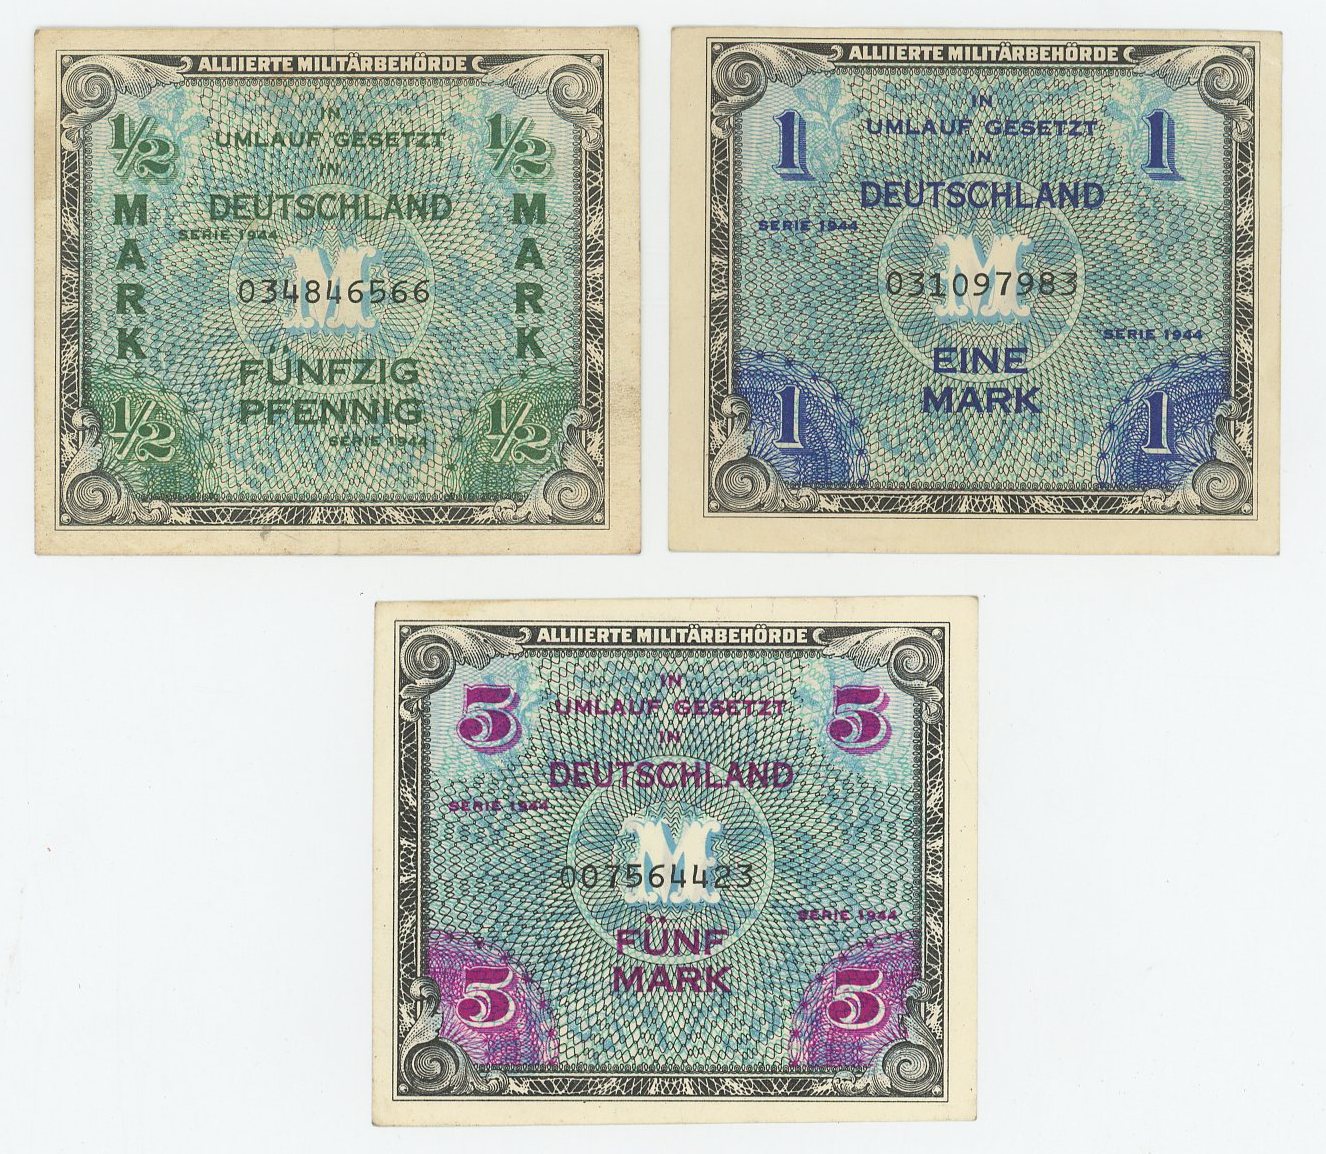 ALLIIERTE MILITÄRBEHÖRDE
IN
UMLAUF GESETZT
IN
DEUTSCHLAND
SERIE 1944
1/2
1/2
MARK
MARK
M
034846566
FÜNFZIG
PFENNIG
SERIE 1944
1/2
1/2
ALLIIERTE MILITÄRBEHÖRDE
IN
UMLAUF GESETZT
IN
DEUTSCHLAND
1
1
SERIE 1944
M
031097983
SERIE 1944
EINE
MARK
1
1
ALLIIERTE MILITÄRBEHÖRDE
IN
UMLAUF GESETZT
IN
DEUTSCHLAND
5
5
SERIE 1944
M
007564423
SERIE 1944
FÜNF
MARK
5
5